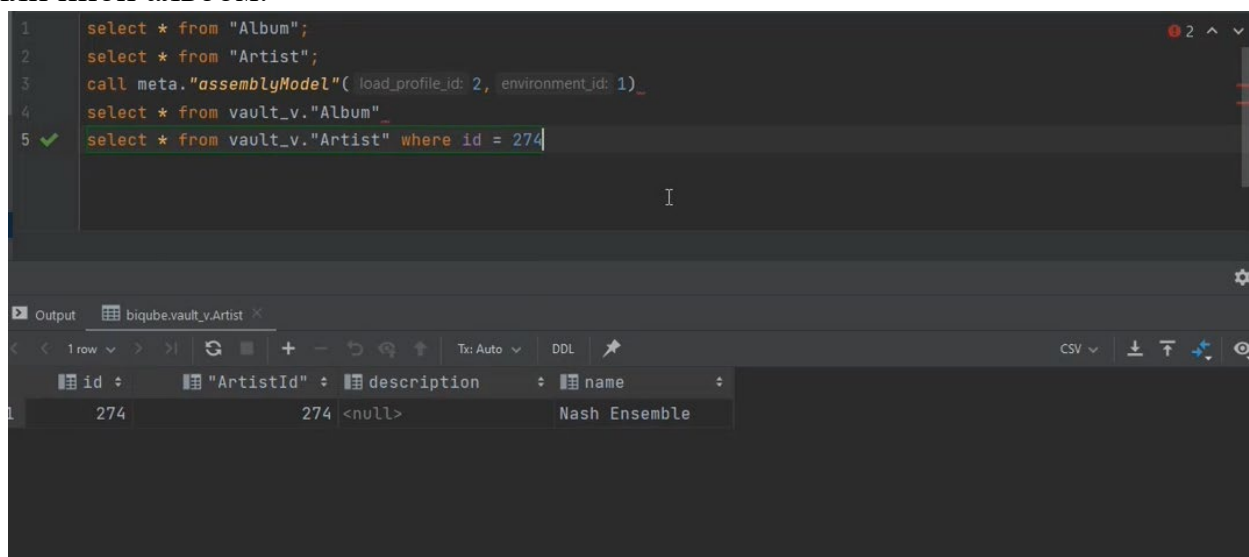 1 select * from "Album";
2 select * from "Artist";
3 call meta."assemblyModel"( load_profile_id: 2, environment_id: 1)
4 select * from vault_v."Album"
5 select * from vault_v."Artist" where id = 274
2
Output biqube.vault_v.Artist
1 row Tx: Auto DDL CSV
id "ArtistId" description name
1 274 274 <null> Nash Ensemble